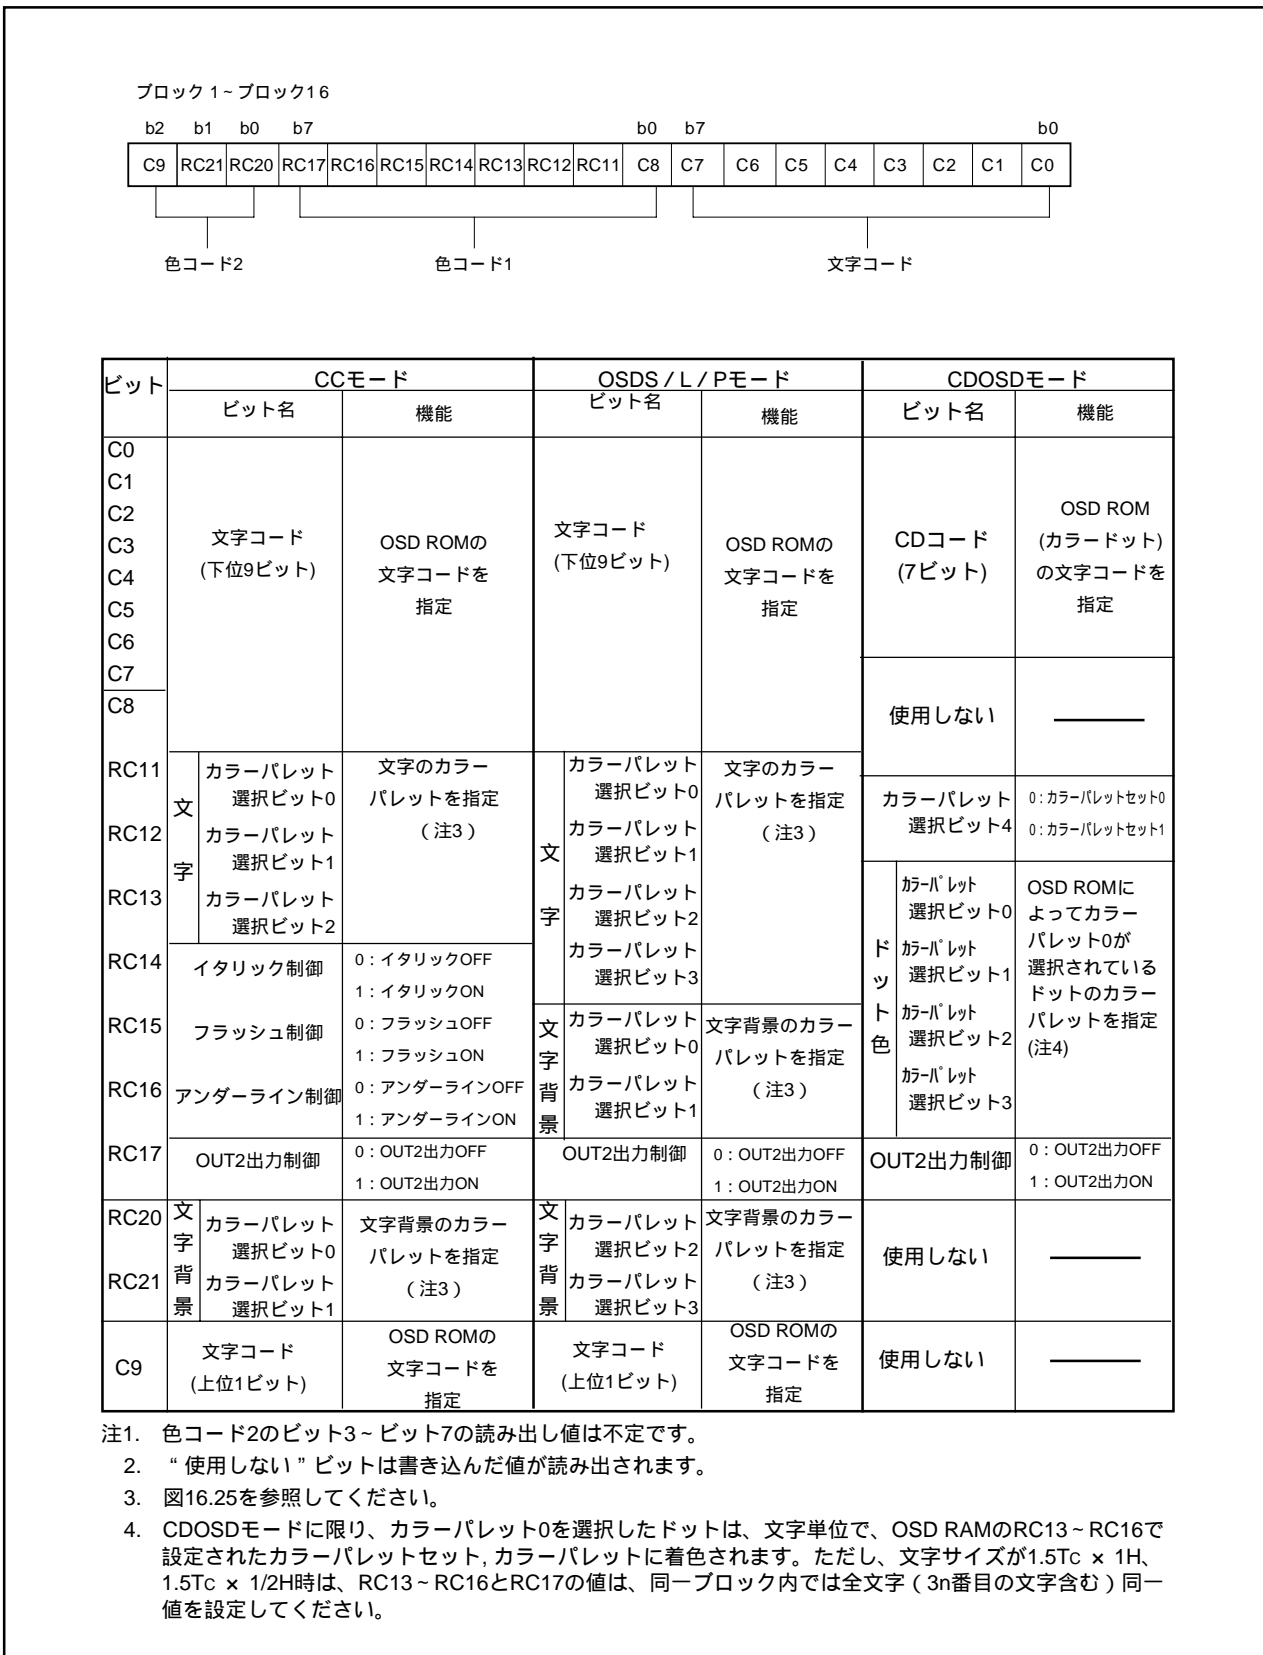 ブロック 1 ~ ブロック1 6
b2 b1 b0 b7 b0 b7 b0
C9 RC21 RC20 RC17 RC16 RC15 RC14 RC13 RC12 RC11 C8 C7 C6 C5 C4 C3 C2 C1 C0
色コード2 色コード1 文字コード
ビット CCモード OSDS / L / Pモード CDOSDモード
ビット名 機能 ビット名 機能 ビット名 機能
C0
C1
C2
C3
C4
C5
C6
C7
C8
文字コード
(下位9ビット)
OSD ROMの
文字コードを
指定
文字コード
(下位9ビット)
OSD ROMの
文字コードを
指定
CDコード
(7ビット)
OSD ROM
(カラードット)
の文字コードを
指定
使用しない
RC11
RC12
RC13
文字
カラーパレット
選択ビット0
カラーパレット
選択ビット1
カラーパレット
選択ビット2
文字のカラー
パレットを指定
(注3)
文字
カラーパレット
選択ビット0
カラーパレット
選択ビット1
カラーパレット
選択ビット2
カラーパレット
選択ビット3
文字のカラー
パレットを指定
(注3)
カラーパレット
選択ビット4
0 : カラーパレットセット0
0 : カラーパレットセット1
ドット色
カラーパレット
選択ビット0
カラーパレット
選択ビット1
カラーパレット
選択ビット2
カラーパレット
選択ビット3
OSD ROMに
よってカラー
パレット0が
選択されている
ドットのカラー
パレットを指定
(注4)
RC14
イタリック制御
0 : イタリックOFF
1 : イタリックON
RC15
フラッシュ制御
0 : フラッシュOFF
1 : フラッシュON
RC16
アンダーライン制御
0 : アンダーラインOFF
1 : アンダーラインON
文字背景
カラーパレット
選択ビット0
カラーパレット
選択ビット1
文字背景のカラー
パレットを指定
(注3)
RC17
OUT2出力制御
0 : OUT2出力OFF
1 : OUT2出力ON
OUT2出力制御
0 : OUT2出力OFF
1 : OUT2出力ON
OUT2出力制御
0 : OUT2出力OFF
1 : OUT2出力ON
RC20
RC21
文字背景
カラーパレット
選択ビット0
カラーパレット
選択ビット1
文字背景のカラー
パレットを指定
(注3)
文字背景
カラーパレット
選択ビット2
カラーパレット
選択ビット3
文字背景のカラー
パレットを指定
(注3)
使用しない
C9
文字コード
(上位1ビット)
OSD ROMの
文字コードを
指定
文字コード
(上位1ビット)
OSD ROMの
文字コードを
指定
使用しない
注1. 色コード2のビット3 ~ ビット7の読み出し値は不定です。
2. “ 使用しない ” ビットは書き込んだ値が読み出されます。
3. 図16.25を参照してください。
4. CDOSDモードに限り、カラーパレット0を選択したドットは、文字単位で、OSD RAMのRC13 ~ RC16で
設定されたカラーパレットセット, カラーパレットに着色されます。ただし、文字サイズが1.5Tc × 1H、
1.5Tc × 1/2H時は、RC13 ~ RC16とRC17の値は、同一ブロック内では全文字 ( 3n番目の文字含む ) 同一
値を設定してください。